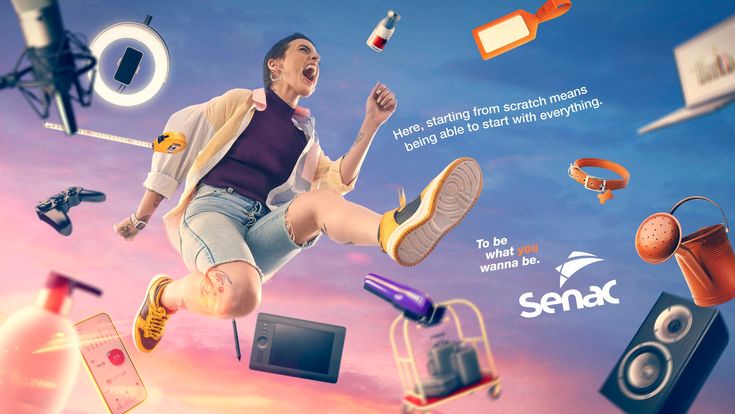 Here, starting from scratch means
being able to start with everything.
To be
what you
wanna be.
Senac